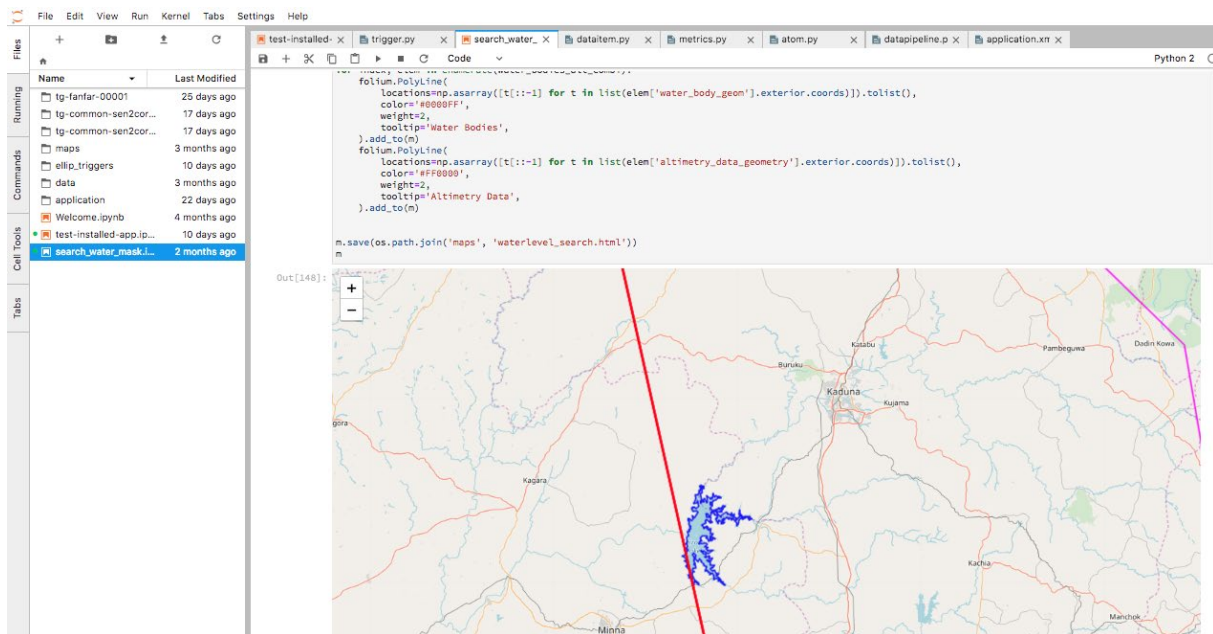 File Edit View Run Kernel Tabs Settings Help
test-installed- trigger.py search_water_ dataitem.py metrics.py atom.py datapipeline.p application.xm
Code Python 2
Files
Running
Commands
Cell Tools
Tabs
Name Last Modified
tg-fanfar-00001 25 days ago
tg-common-sen2cor... 17 days ago
tg-common-sen2cor... 17 days ago
maps 3 months ago
ellip_triggers 10 days ago
data 3 months ago
application 22 days ago
Welcome.ipynb 4 months ago
test-installed-app.ip... 10 days ago
search_water_mask.i... 2 months ago
folium.PolyLine(
locations=np.asarray([t[::-1] for t in list(elem['water_body_geom'].exterior.coords)]).tolist(),
color='#0000FF',
weight=2,
tooltip='Water Bodies',
).add_to(m)
folium.PolyLine(
locations=np.asarray([t[::-1] for t in list(elem['altimetry_data_geometry'].exterior.coords)]).tolist(),
color='#FF0000',
weight=2,
tooltip='Altimetry Data',
).add_to(m)
m.save(os.path.join('maps', 'waterlevel_search.html'))
m
Out[148]:
+
−
Katabu
Pambeguwa
Dadin Kowa
Buruku
Kaduna
Kujama
gora
Kagara
Kachia
Manchok
Minna